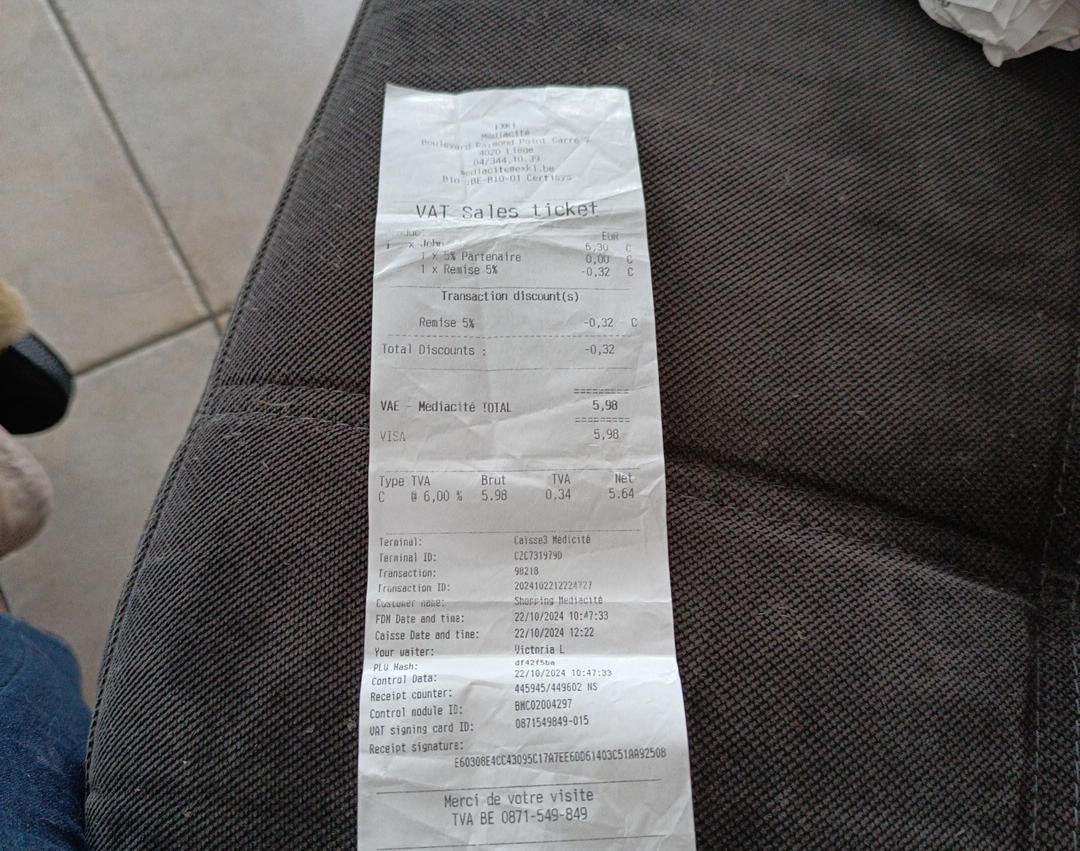 Médiacité
Boulevard Raymond Point Carré 7
4020 Liège
04/344.10.39
mediacite@exki.be
Bio :BE-BIO-01 Certisys
VAT Sales ticket
EUR
x John 6,30 C
1 x 5% Partenaire 0,00 C
1 x Remise 5% -0,32 C
Transaction discount(s)
Remise 5% -0,32 C
Total Discounts : -0,32
=========
VAE - Médiacité TOTAL 5,98
=========
VISA 5,98
Type TVA Brut TVA Net
C @ 6,00 % 5.98 0.34 5.64
Terminal: Caisse3 Médicité
Terminal ID: CZC731979D
Transaction: 98218
Transaction ID: 2024102212224727
Customer name: Shopping Mediacité
FDM Date and time: 22/10/2024 10:47:33
Caisse Date and time: 22/10/2024 12:22
Your waiter: Victoria L
PLU Hash: df42f5ba
Control Data: 22/10/2024 10:47:33
Receipt counter: 445945/449602 NS
Control module ID: BMC02004297
VAT signing card ID: 0871549849-015
Receipt signature:
E60308E4CC43095C17A7EE6DD61403C51AA9250B
Merci de votre visite
TVA BE 0871-549-849